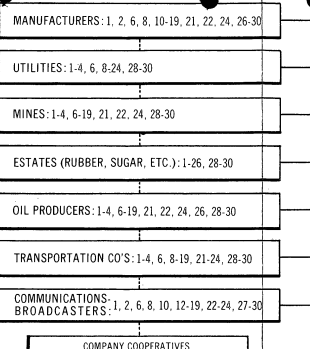 MANUFACTURERS: 1, 2, 6, 8, 10-19, 21, 22, 24, 26-30
UTILITIES: 1-4, 6, 8-24, 28-30
MINES: 1-4, 6-19, 21, 22, 24, 28-30
ESTATES (RUBBER, SUGAR, ETC.): 1-26, 28-30
OIL PRODUCERS: 1-4, 6-19, 21, 22, 24, 26, 28-30
TRANSPORTATION CO'S: 1-4, 6, 8-19, 21-24, 28-30
COMMUNICATIONS-
BROADCASTERS: 1, 2, 6, 8, 10, 12-19, 22-24, 27-30
COMPANY COOPERATIVES